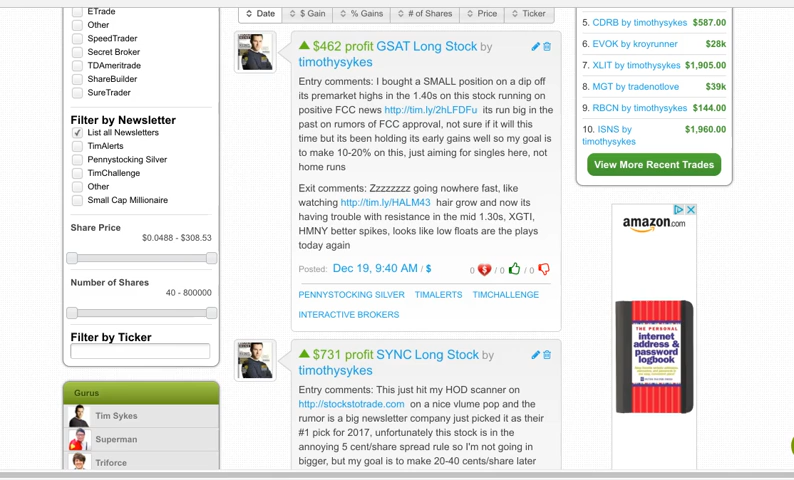 ETrade
Other
SpeedTrader
Secret Broker
TDAmeritrade
ShareBuilder
SureTrader
Filter by Newsletter
List all Newsletters
TimAlerts
Pennystocking Silver
TimChallenge
Other
Small Cap Millionaire
Share Price
$0.0488 - $308.53
Number of Shares
40 - 800000
Filter by Ticker
Gurus
Tim Sykes
Superman
Triforce
Date $ Gain % Gains # of Shares Price Ticker
$462 profit GSAT Long Stock by
timothysykes
Entry comments: I bought a SMALL position on a dip off
its premarket highs in the 1.40s on this stock running on
positive FCC news http://tim.ly/2hLFDFu its run big in the
past on rumors of FCC approval, not sure if it will this
time but its been holding its early gains well so my goal is
to make 10-20% on this, just aiming for singles here, not
home runs
Exit comments: Zzzzzzzz going nowhere fast, like
watching http://tim.ly/HALM43 hair grow and now its
having trouble with resistance in the mid 1.30s, XGTI,
HMNY better spikes, looks like low floats are the plays
today again
Posted: Dec 19, 9:40 AM / $ 0 / 0 / 0
PENNYSTOCKING SILVER TIMALERTS TIMCHALLENGE
INTERACTIVE BROKERS
$731 profit SYNC Long Stock by
timothysykes
Entry comments: This just hit my HOD scanner on
http://stockstotrade.com on a nice vlume pop and the
rumor is a big newsletter company just picked it as their
#1 pick for 2017, unfortunately this stock is in the
annoying 5 cent/share spread rule so I'm not going in
bigger, but my goal is to make 20-40 cents/share later
5. CDRB by timothysykes $587.00
6. EVOK by kroyrunner $28k
7. XLIT by timothysykes $1,905.00
8. MGT by tradenotlove $39k
9. RBCN by timothysykes $144.00
10. ISNS by $1,960.00
timothysykes
View More Recent Trades
amazon.com
THE PERSONAL
internet
address &
password
logbook